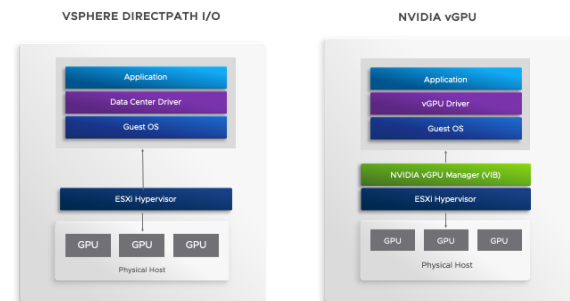 VSPHERE DIRECTPATH I/O
Application
Data Center Driver
Guest OS
ESXi Hypervisor
GPU GPU GPU
Physical Host
NVIDIA vGPU
Application
vGPU Driver
Guest OS
NVIDIA vGPU Manager (VIB)
ESXi Hypervisor
GPU GPU GPU
Physical Host